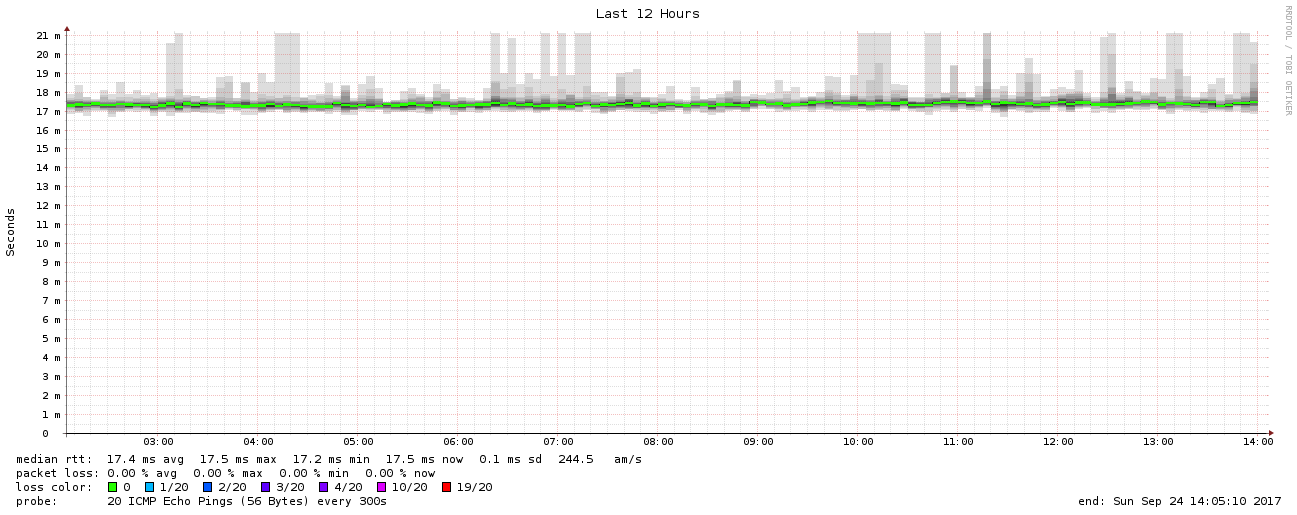 Last 12 Hours
RRDTOOL / TOBI OETIKER
Seconds
21 m
20 m
19 m
18 m
17 m
16 m
15 m
14 m
13 m
12 m
11 m
10 m
9 m
8 m
7 m
6 m
5 m
4 m
3 m
2 m
1 m
0
03:00 04:00 05:00 06:00 07:00 08:00 09:00 10:00 11:00 12:00 13:00 14:00
median rtt: 17.4 ms avg 17.5 ms max 17.2 ms min 17.5 ms now 0.1 ms sd 244.5 am/s
packet loss: 0.00 % avg 0.00 % max 0.00 % min 0.00 % now
loss color: 0 1/20 2/20 3/20 4/20 10/20 19/20
probe: 20 ICMP Echo Pings (56 Bytes) every 300s end: Sun Sep 24 14:05:10 2017